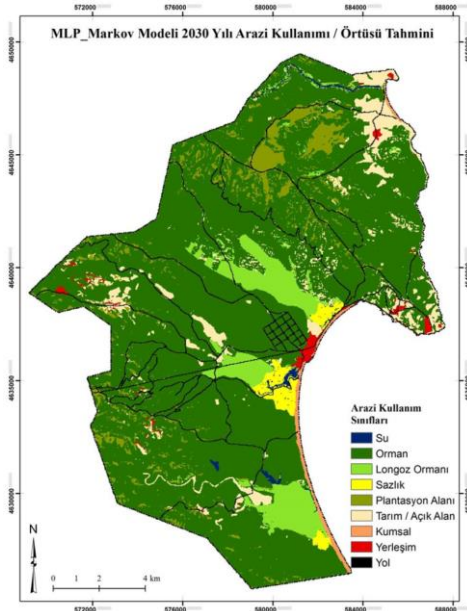 572000 576000 580000 584000 588000
MLP_Markov Modeli 2030 Yılı Arazi Kullanımı / Örtüsü Tahmini
4650000
4645000
4640000
4635000
4630000
Arazi Kullanım
Sınıfları
Su
Orman
Longoz Ormanı
Sazlık
Plantasyon Alanı
Tarım / Açık Alan
Kumsal
Yerleşim
Yol
N
0 1 2 4 km
572000 576000 580000 584000 588000